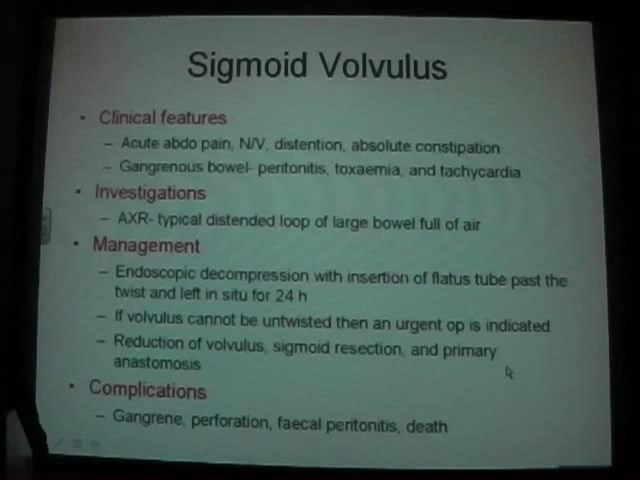 Sigmoid Volvulus
• Clinical features
– Acute abdo pain, N/V, distention, absolute constipation
– Gangrenous bowel- peritonitis, toxaemia, and tachycardia
• Investigations
– AXR- typical distended loop of large bowel full of air
• Management
– Endoscopic decompression with insertion of flatus tube past the
twist and left in situ for 24 h
– If volvulus cannot be untwisted then an urgent op is indicated
– Reduction of volvulus, sigmoid resection, and primary
anastomosis
• Complications
– Gangrene, perforation, faecal peritonitis, death